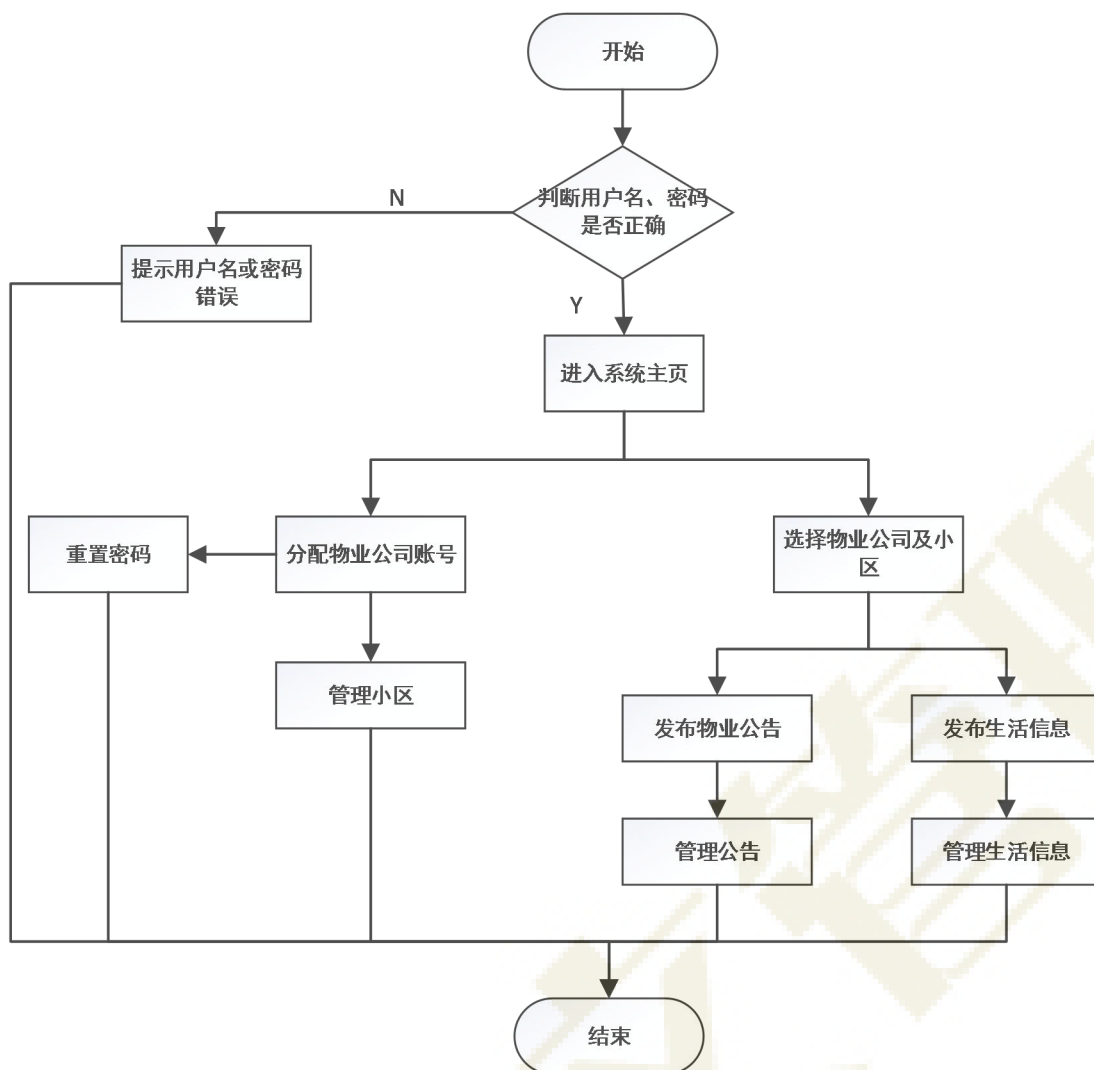 开始
判断用户名、密码
是否正确
N
提示用户名或密码
错误
Y
进入系统主页
重置密码
分配物业公司账号
选择物业公司及小
区
管理小区
发布物业公告
发布生活信息
管理公告
管理生活信息
结束